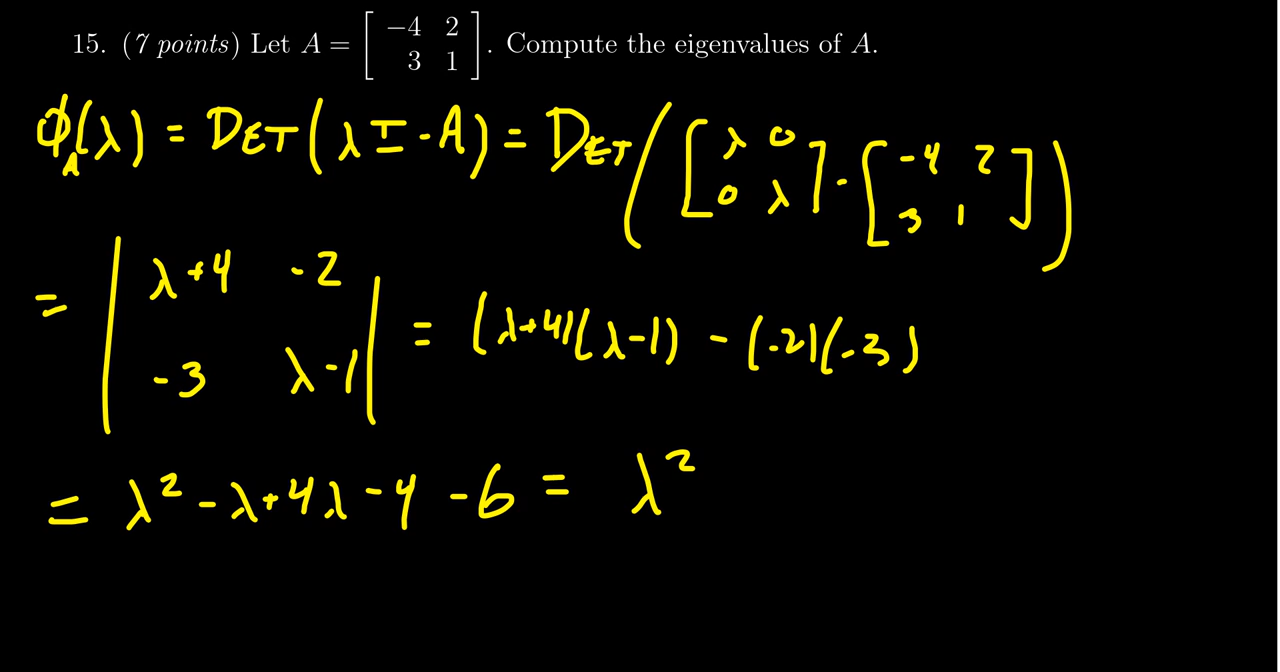 15. (7 points) Let A = [ -4 2 ; 3 1 ]. Compute the eigenvalues of A.
ϕ_A(λ) = DET(λI - A) = DET([λ 0 ; 0 λ] - [-4 2 ; 3 1])
= | λ+4 -2 ; -3 λ-1 | = (λ+4)(λ-1) - (-2)(-3)
= λ² - λ + 4λ - 4 - 6 = λ²